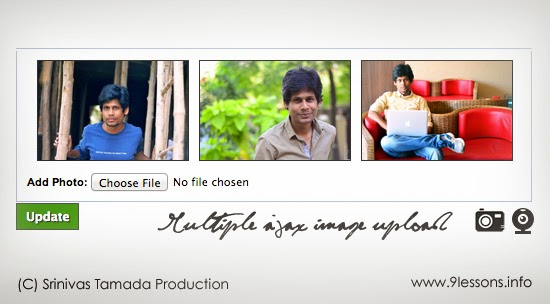 Add Photo: Choose File No file chosen
Update
Multiple ajax image upload
(C) Srinivas Tamada Production
www.9lessons.info